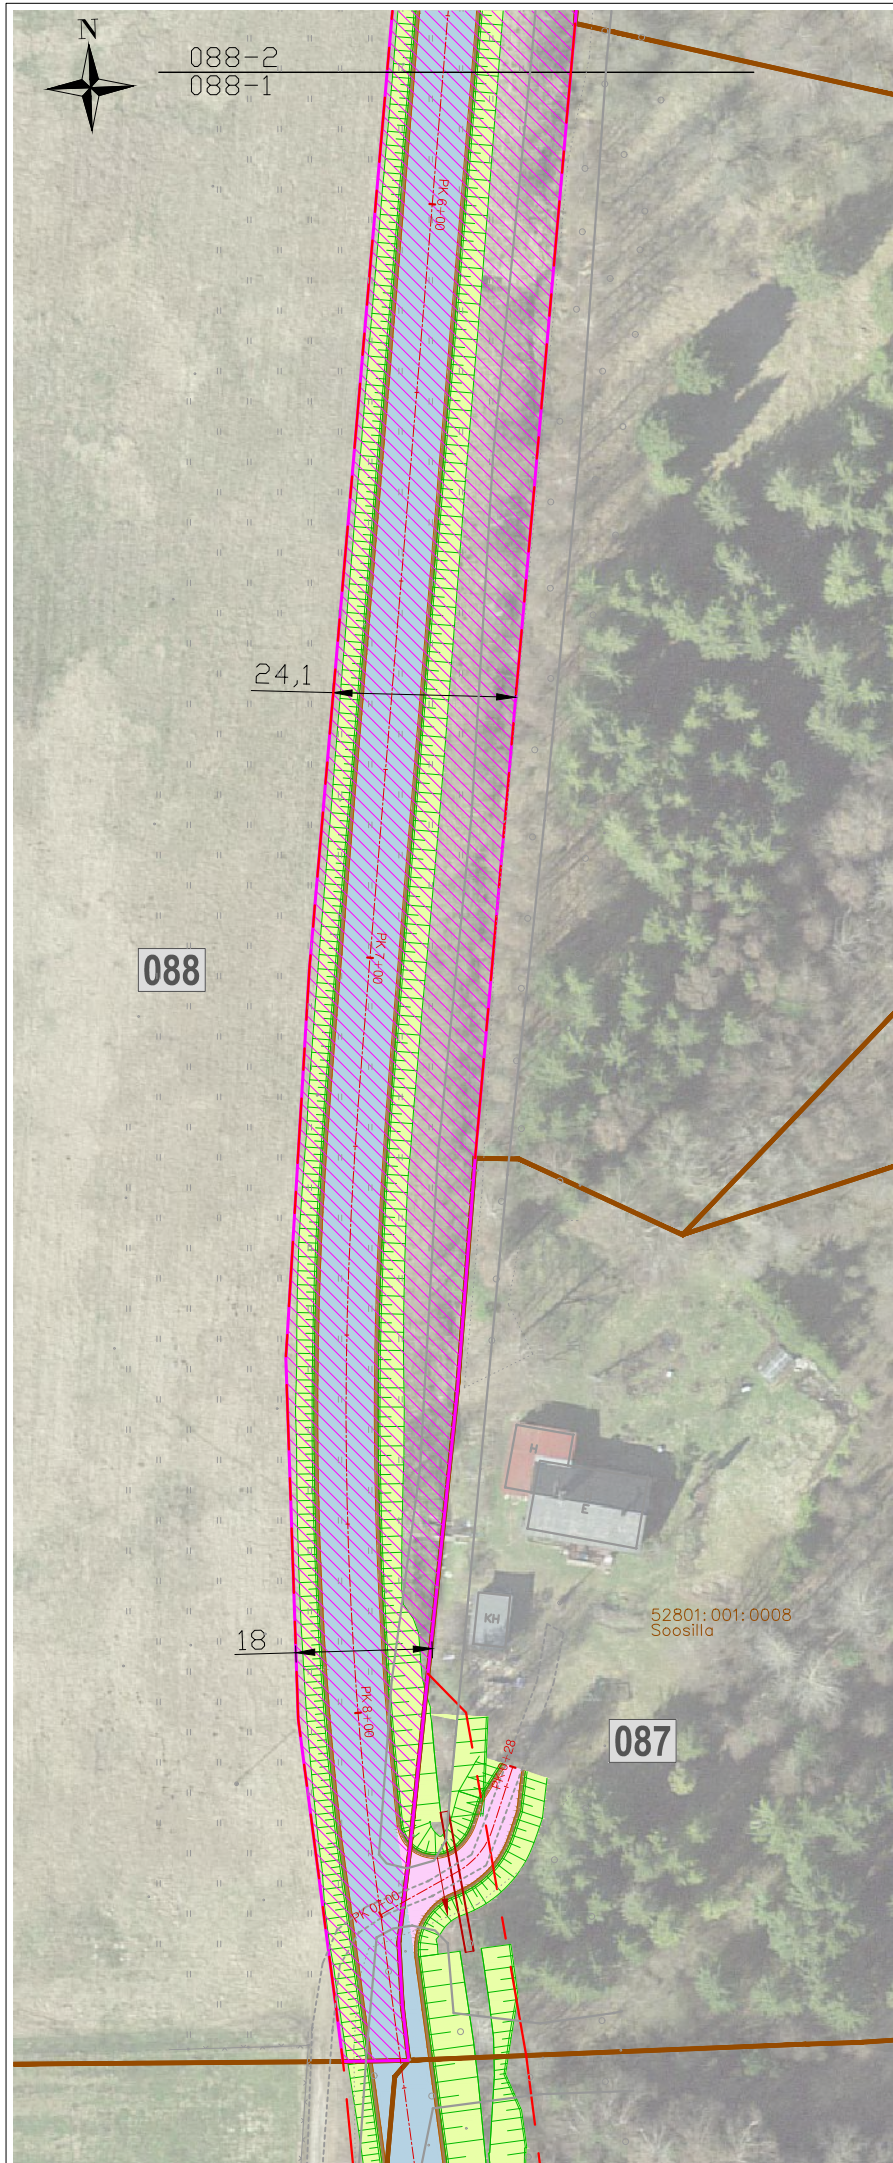 N
088-2
088-1
PK 6+00
24,1
PK 7+00
088
H
E
KH
52801:001:0008
Soosilla
18
PK 8+00
087
PK 0+28
PK 0+00